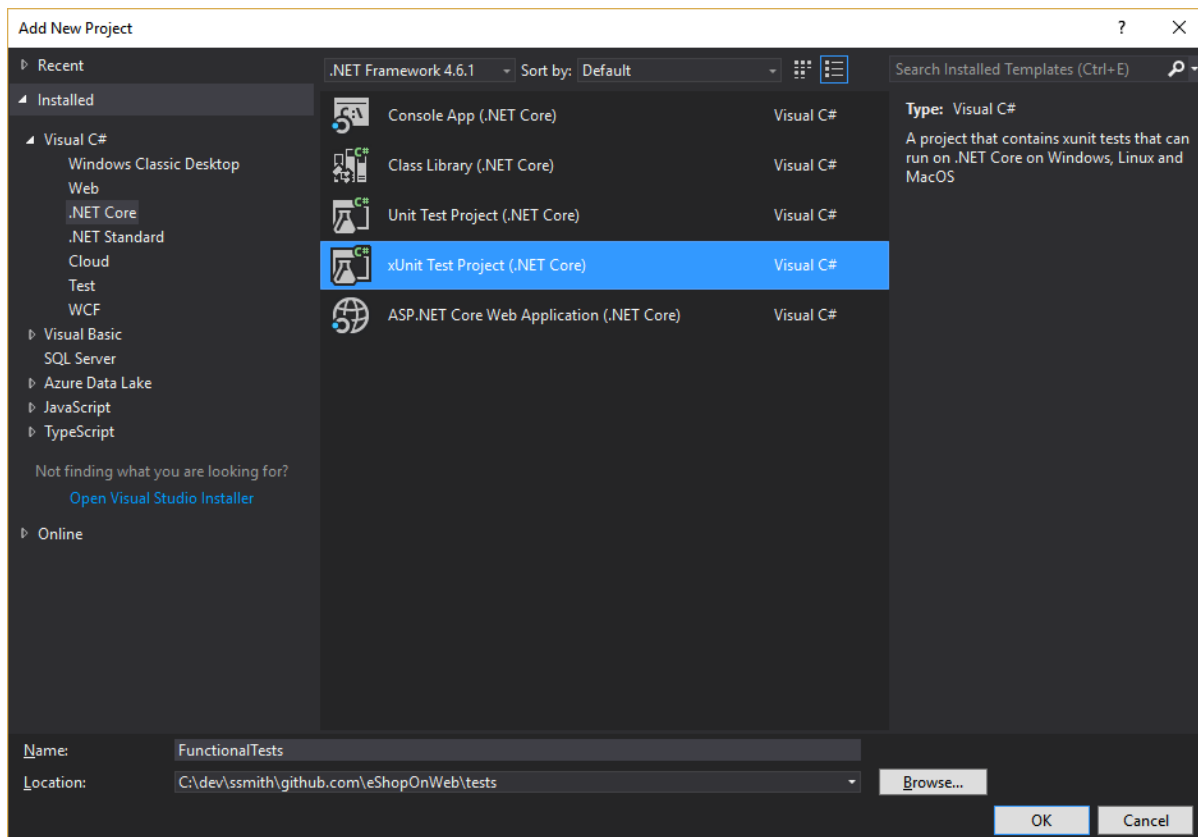 Add New Project
?
Recent
.NET Framework 4.6.1
Sort by: Default
Search Installed Templates (Ctrl+E)
Installed
Visual C#
Windows Classic Desktop
Web
.NET Core
.NET Standard
Cloud
Test
WCF
Visual Basic
SQL Server
Azure Data Lake
JavaScript
TypeScript
Not finding what you are looking for?
Open Visual Studio Installer
Online
Console App (.NET Core) Visual C#
Class Library (.NET Core) Visual C#
Unit Test Project (.NET Core) Visual C#
xUnit Test Project (.NET Core) Visual C#
ASP.NET Core Web Application (.NET Core) Visual C#
Type: Visual C#
A project that contains xunit tests that can
run on .NET Core on Windows, Linux and
MacOS
Name: FunctionalTests
Location: C:\dev\ssmith\github.com\eShopOnWeb\tests
Browse...
OK
Cancel